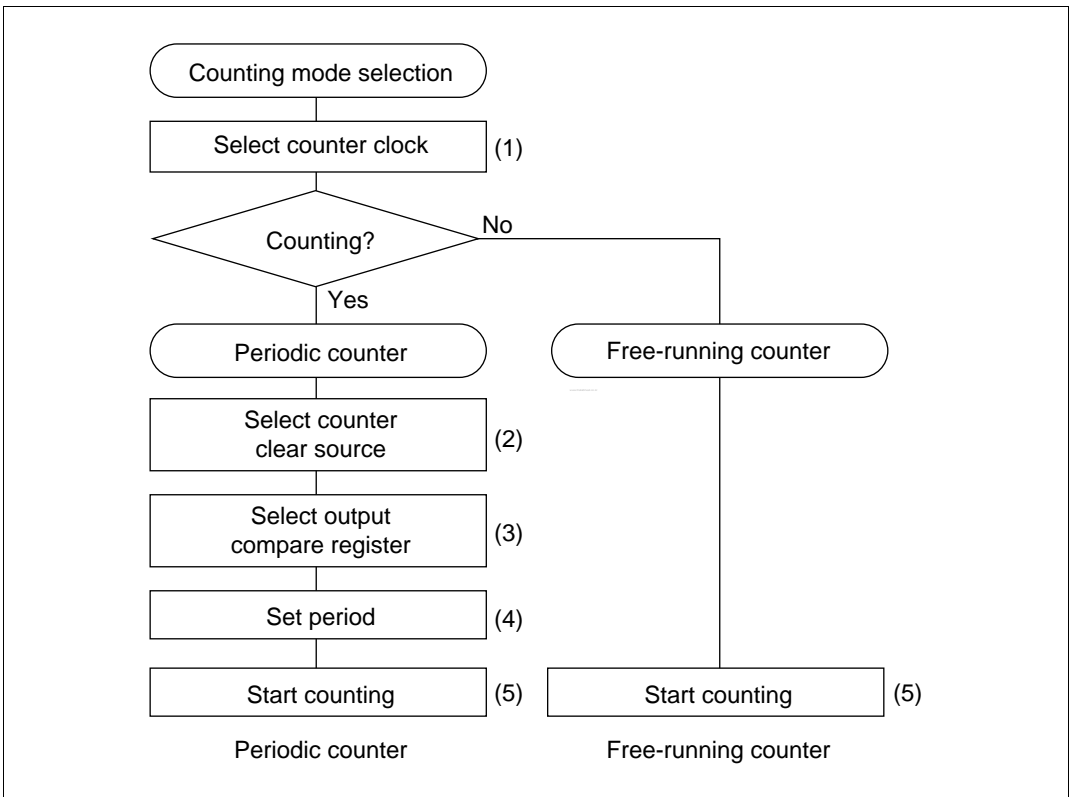 Counting mode selection
Select counter clock
(1)
Counting?
No
Yes
Periodic counter
Free-running counter
Select counter
clear source
(2)
Select output
compare register
(3)
Set period
(4)
Start counting
(5)
Start counting
(5)
Periodic counter
Free-running counter